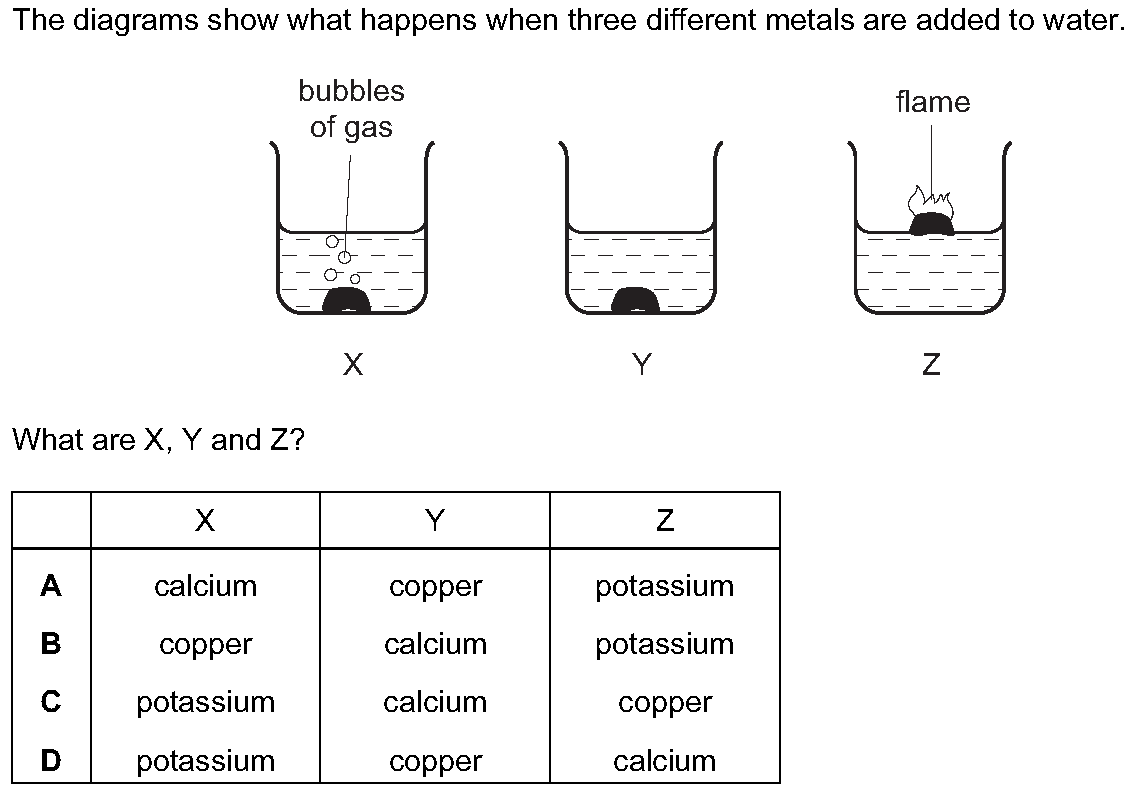 The diagrams show what happens when three different metals are added to water.
bubbles
of gas
flame
X Y Z
What are X, Y and Z?
X Y Z
A calcium copper potassium
B copper calcium potassium
C potassium calcium copper
D potassium copper calcium